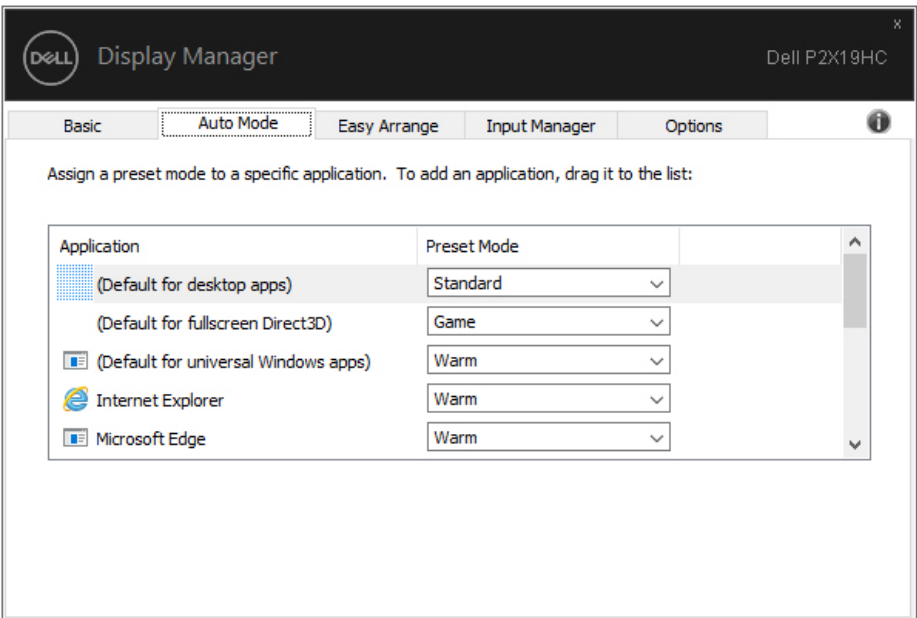 x
DELL
Display Manager
Dell P2X19HC
Basic
Auto Mode
Easy Arrange
Input Manager
Options
i
Assign a preset mode to a specific application.  To add an application, drag it to the list:
Application
Preset Mode
(Default for desktop apps)
Standard
(Default for fullscreen Direct3D)
Game
(Default for universal Windows apps)
Warm
Internet Explorer
Warm
Microsoft Edge
Warm